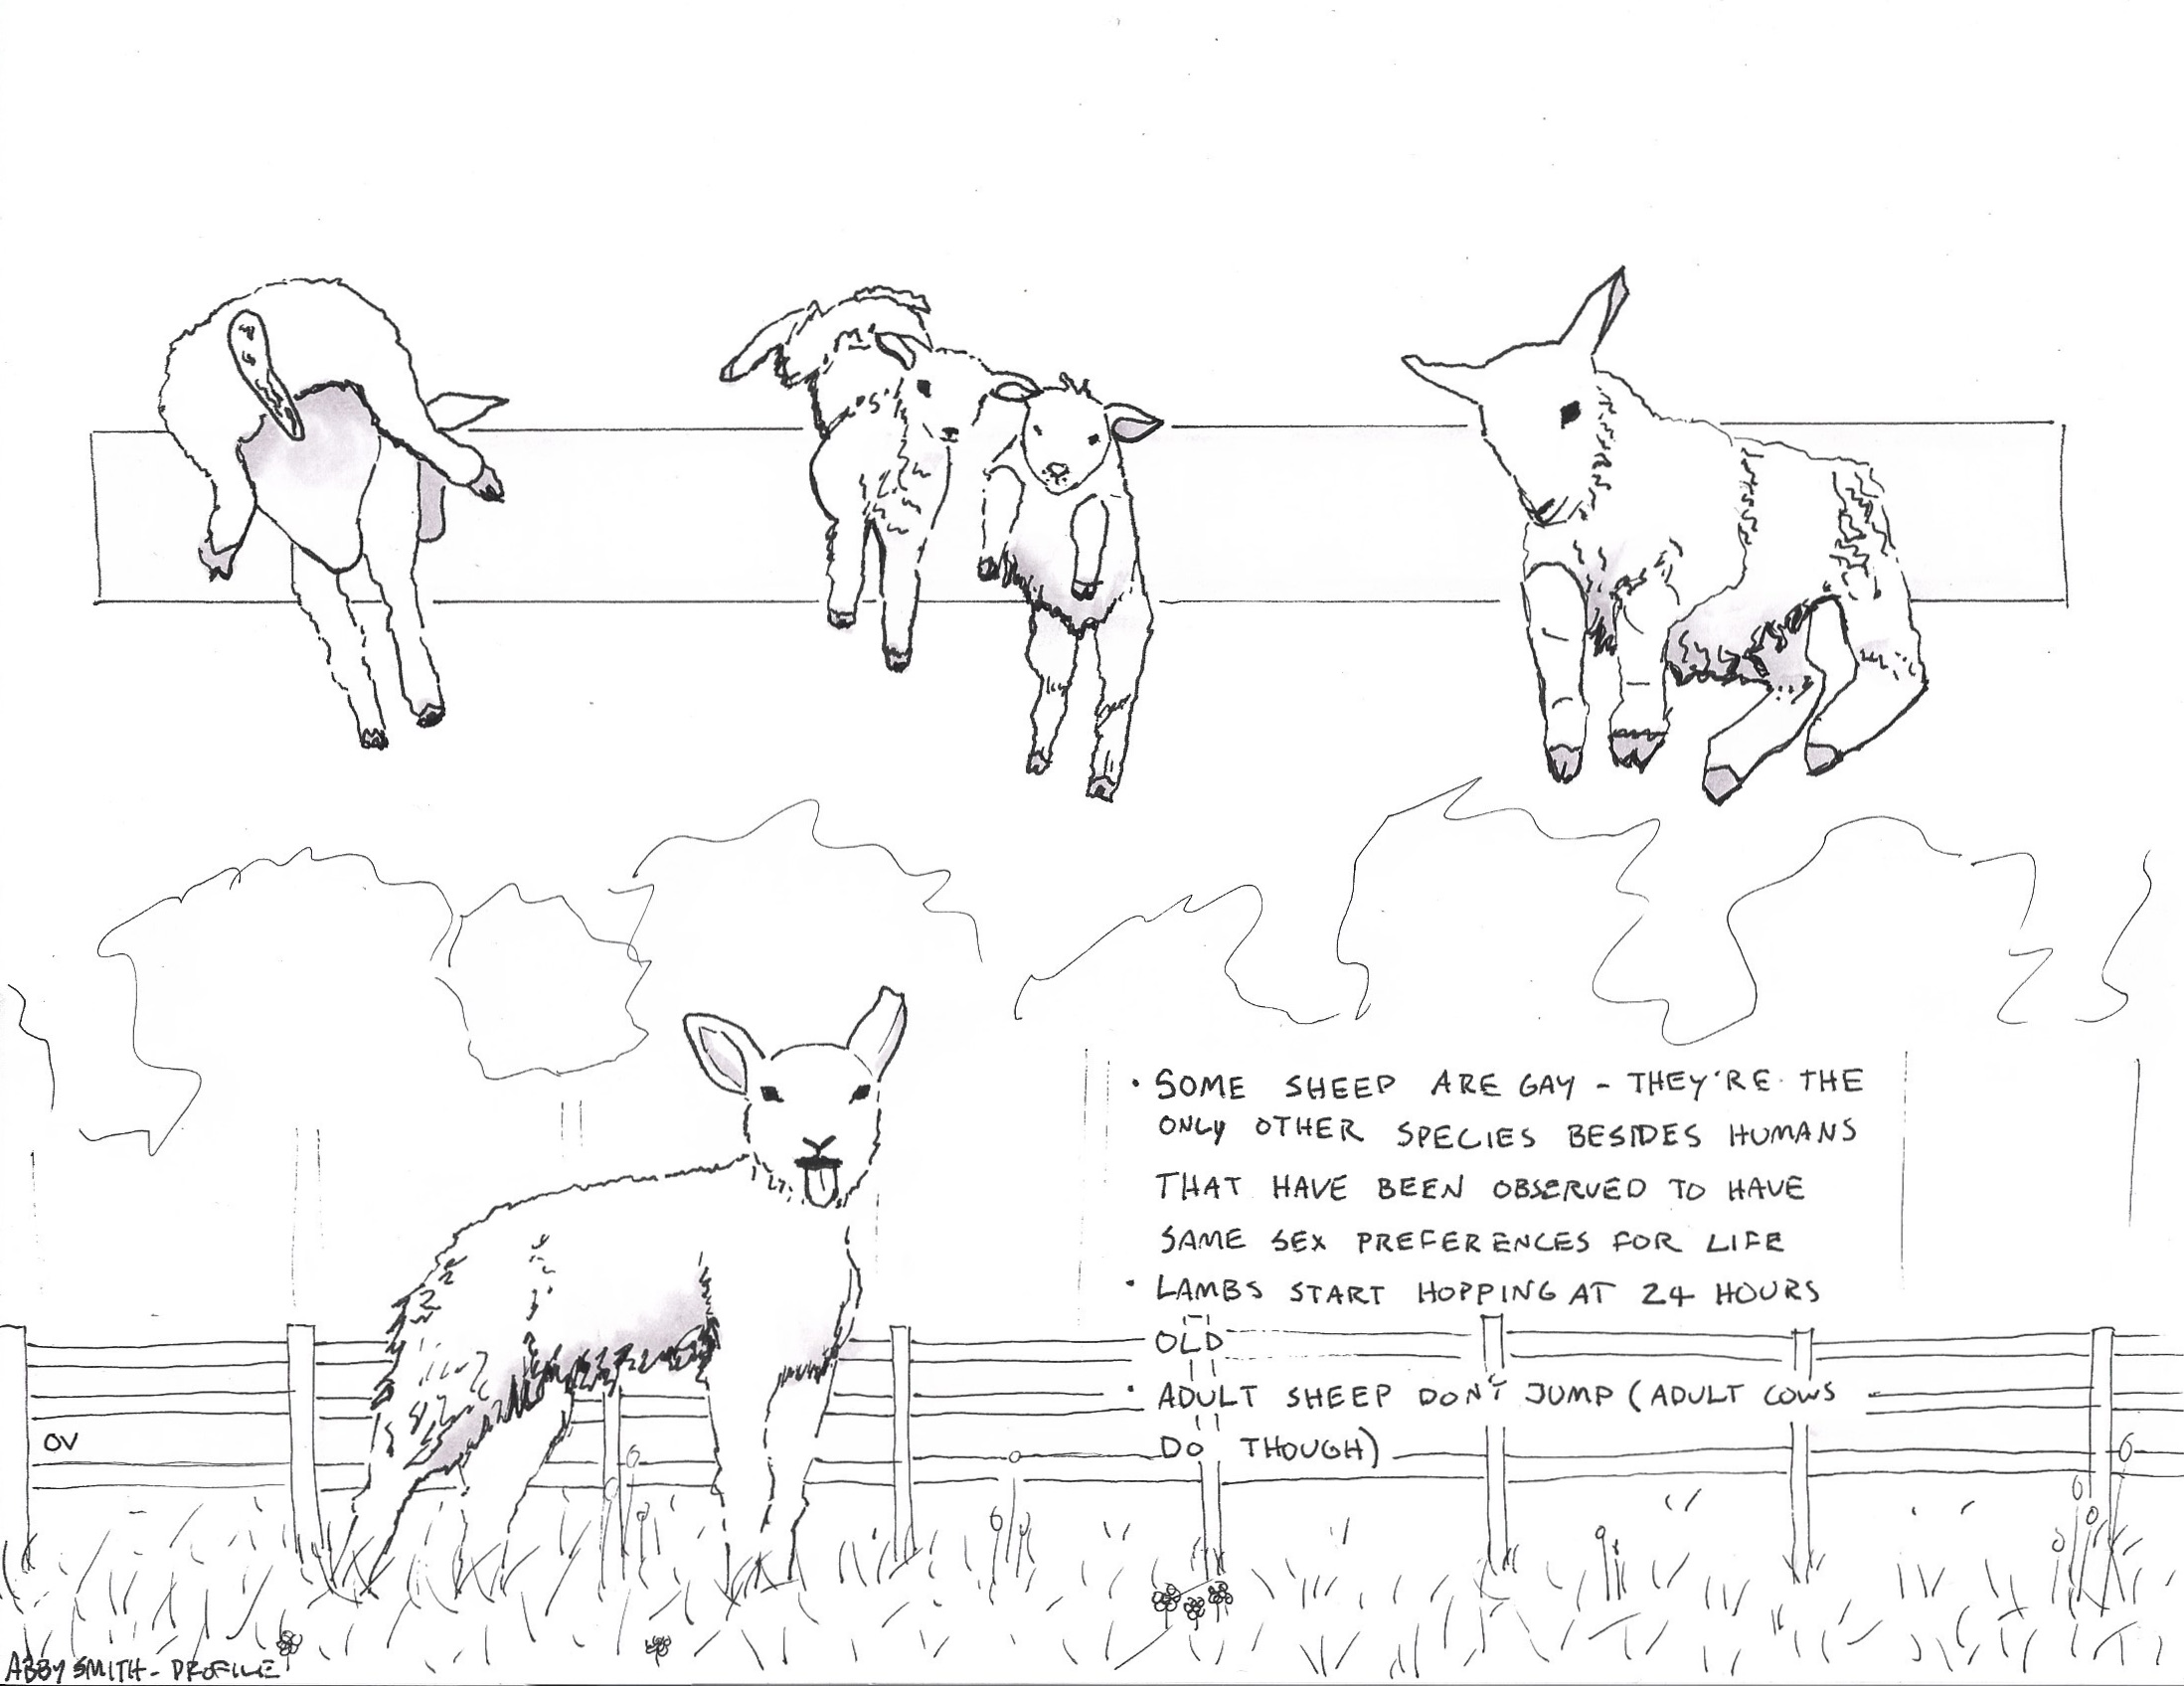 • SOME SHEEP ARE GAY – THEY'RE THE
ONLY OTHER SPECIES BESIDES HUMANS
THAT HAVE BEEN OBSERVED TO HAVE
SAME SEX PREFERENCES FOR LIFE
• LAMBS START HOPPING AT 24 HOURS
OLD
• ADULT SHEEP DON'T JUMP (ADULT COWS
DO THOUGH)
OV
ABBY SMITH – PROFILE